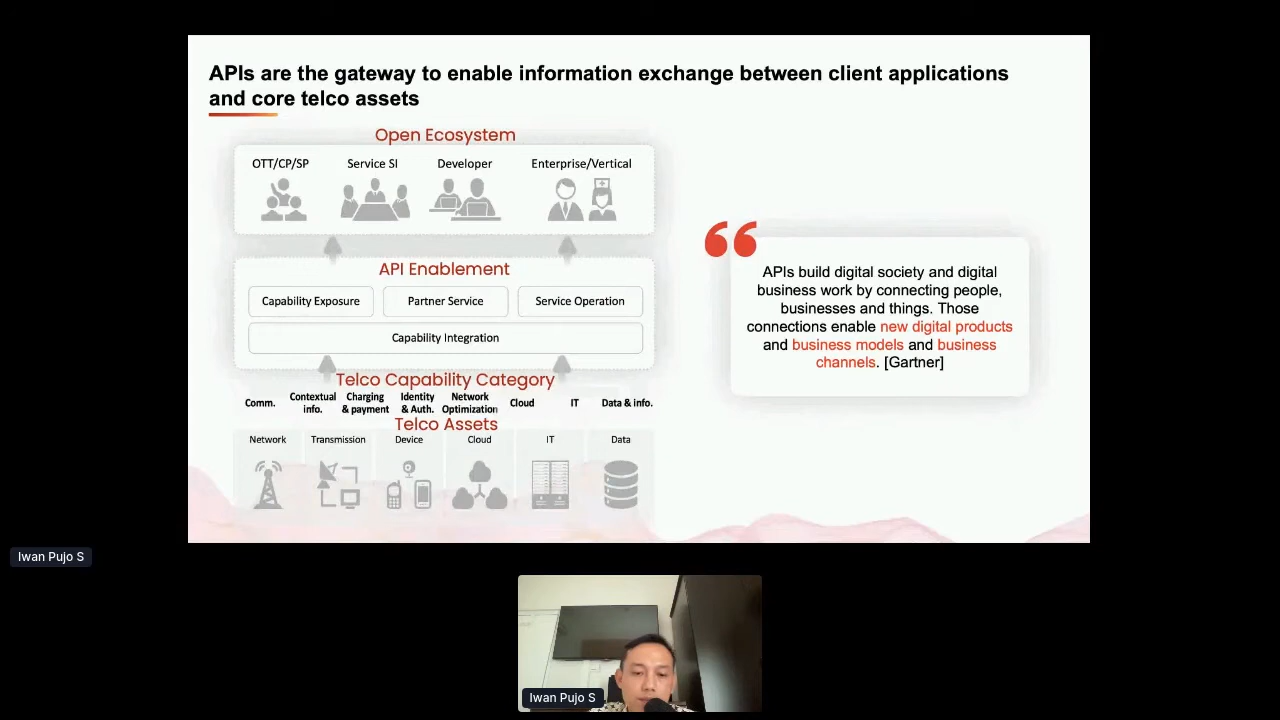 APIs are the gateway to enable information exchange between client applications
and core telco assets
Open Ecosystem
OTT/CP/SP
Service SI
Developer
Enterprise/Vertical
API Enablement
Capability Exposure
Partner Service
Service Operation
Capability Integration
Telco Capability Category
Comm.
Contextual
info.
Charging
& payment
Identity
& Auth.
Network
Optimization
Cloud
IT
Data & info.
Telco Assets
Network
Transmission
Device
Cloud
IT
Data
“
APIs build digital society and digital
business work by connecting people,
businesses and things. Those
connections enable new digital products
and business models and business
channels. [Gartner]
Iwan Pujo S
Iwan Pujo S